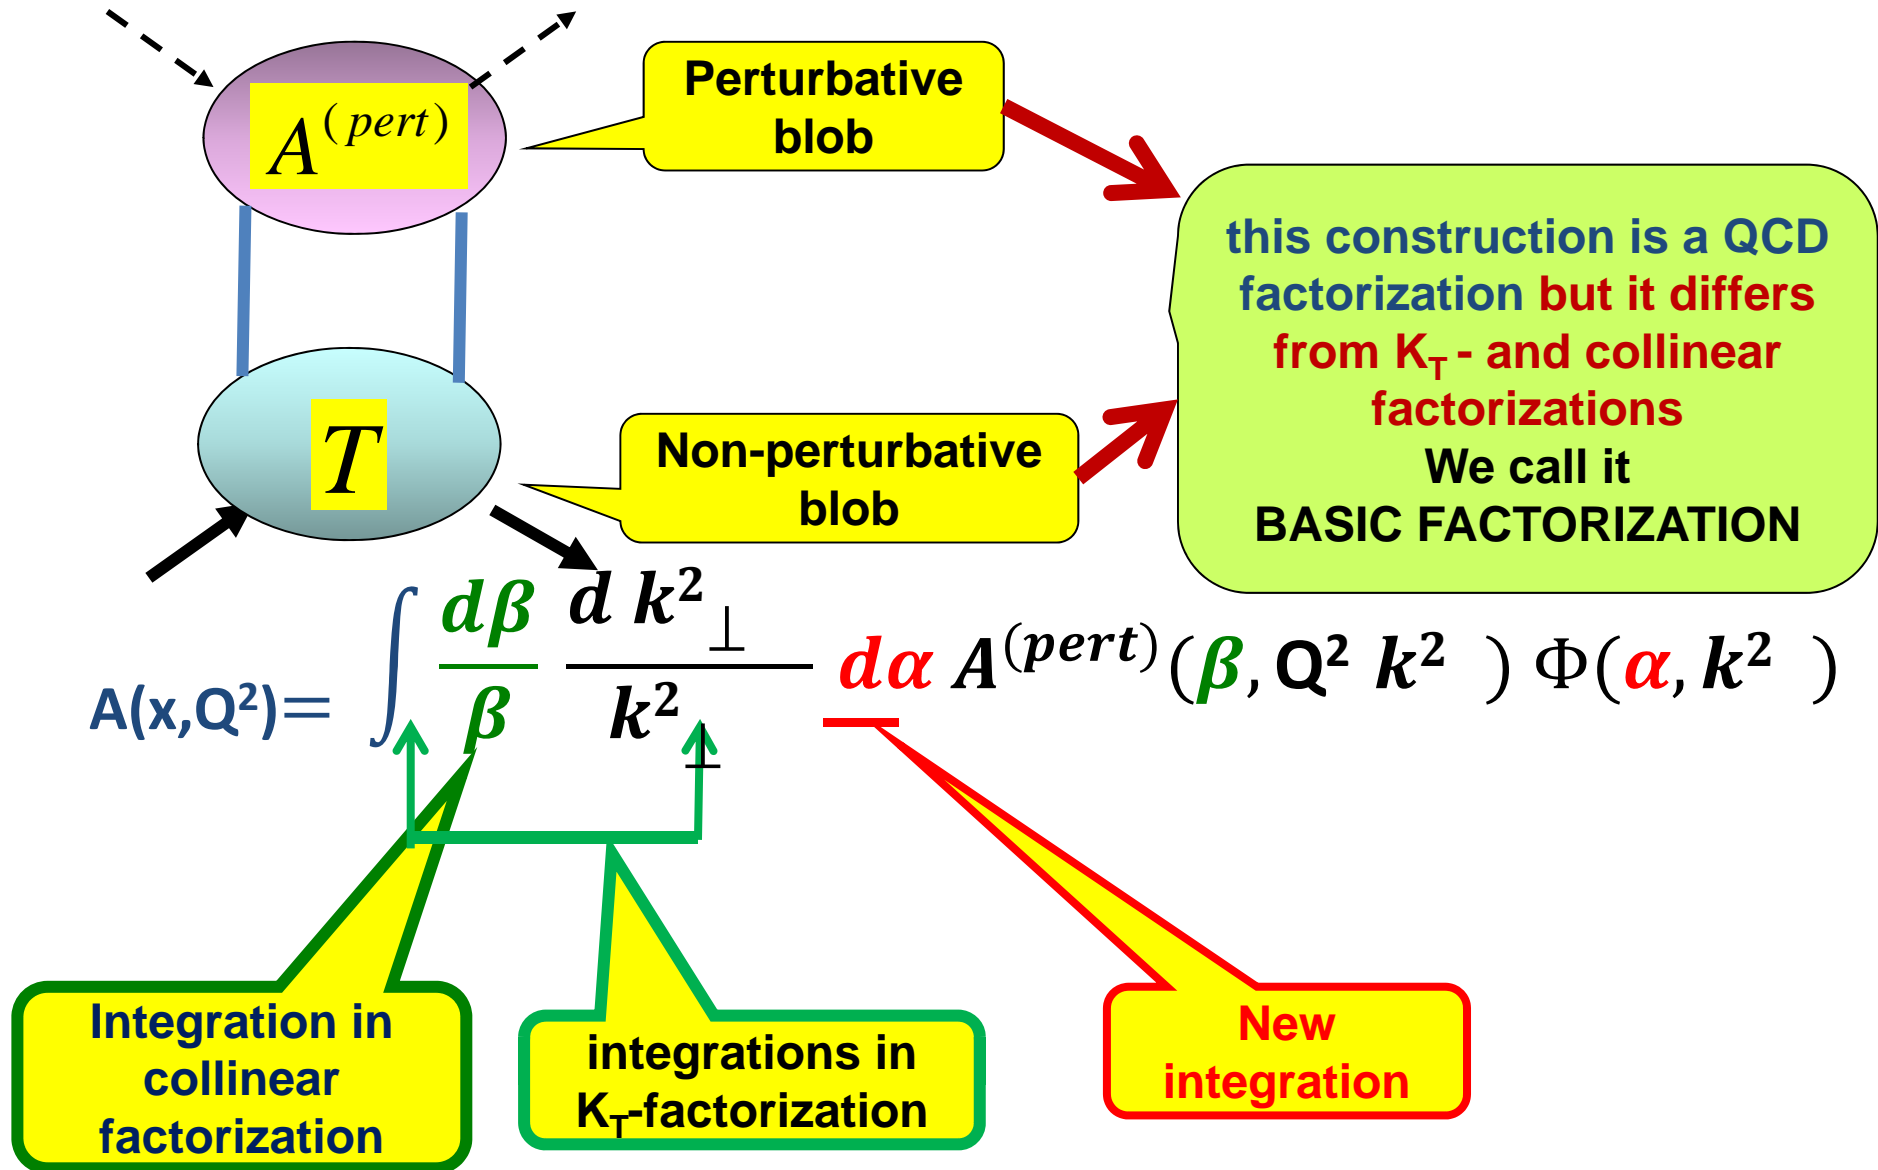 A^(pert)
Perturbative
blob
this construction is a QCD
factorization but it differs
from K_T - and collinear
factorizations
We call it
BASIC FACTORIZATION
T
Non-perturbative
blob
A(x,Q²)= ∫ dβ/β d k²_⊥/k²_⊥ dα A^(pert)(β, Q² k² ) Φ(α, k² )
Integration in
collinear
factorization
integrations in
K_T-factorization
New
integration